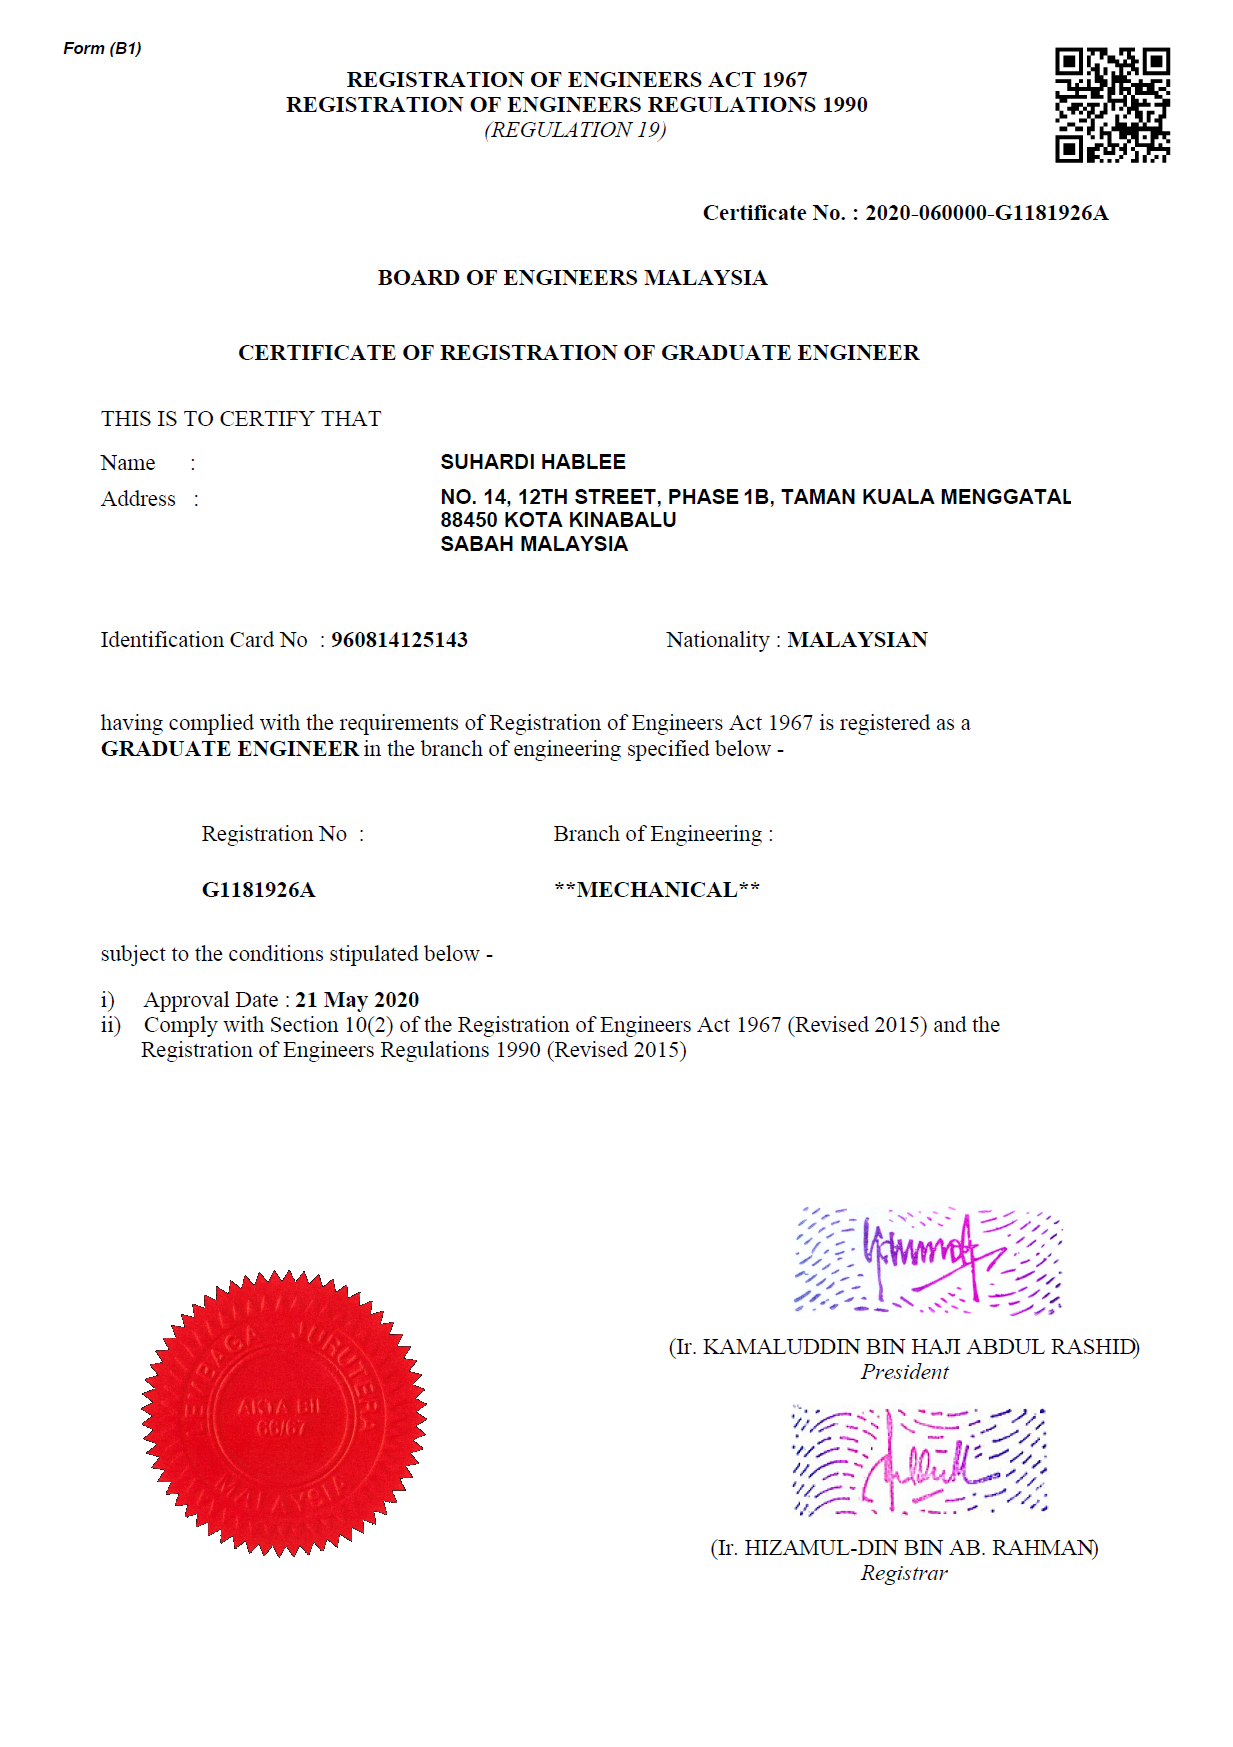 Form (B1)
REGISTRATION OF ENGINEERS ACT 1967
REGISTRATION OF ENGINEERS REGULATIONS 1990
(REGULATION 19)
Certificate No. : 2020-060000-G1181926A
BOARD OF ENGINEERS MALAYSIA
CERTIFICATE OF REGISTRATION OF GRADUATE ENGINEER
THIS IS TO CERTIFY THAT
Name : SUHARDI HABLEE
Address : NO. 14, 12TH STREET, PHASE 1B, TAMAN KUALA MENGGATAL
88450 KOTA KINABALU
SABAH MALAYSIA
Identification Card No : 960814125143 Nationality : MALAYSIAN
having complied with the requirements of Registration of Engineers Act 1967 is registered as a
GRADUATE ENGINEER in the branch of engineering specified below -
Registration No : Branch of Engineering :
G1181926A **MECHANICAL**
subject to the conditions stipulated below -
i) Approval Date : 21 May 2020
ii) Comply with Section 10(2) of the Registration of Engineers Act 1967 (Revised 2015) and the
Registration of Engineers Regulations 1990 (Revised 2015)
(Ir. KAMALUDDIN BIN HAJI ABDUL RASHID)
President
JURUTERA
AKTA BIL
66/67
MALAYSIA
(Ir. HIZAMUL-DIN BIN AB. RAHMAN)
Registrar